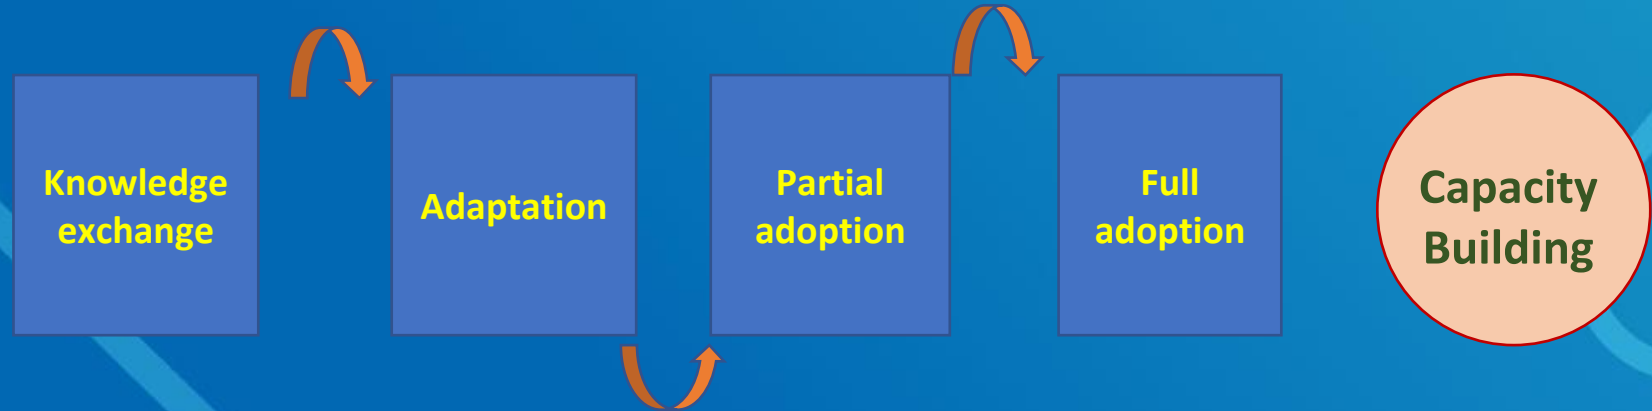 Knowledge
exchange
Adaptation
Partial
adoption
Full
adoption
Capacity
Building